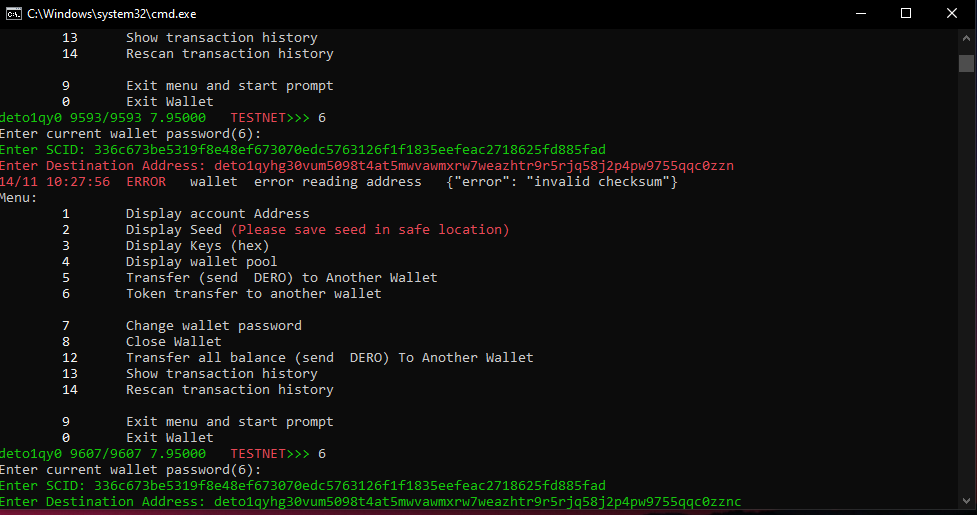 C:\Windows\system32\cmd.exe
13 Show transaction history
14 Rescan transaction history
9 Exit menu and start prompt
0 Exit Wallet
deto1qy0 9593/9593 7.95000 TESTNET>>> 6
Enter current wallet password(6):
Enter SCID: 336c673be5319f8e48ef673070edc5763126f1f1835eefeac2718625fd885fad
Enter Destination Address: deto1qyhg30vum5098t4at5mwvawmxrw7weazhtr9r5rjq58j2p4pw9755qqc0zzn
14/11 10:27:56 ERROR wallet error reading address {"error": "invalid checksum"}
Menu:
1 Display account Address
2 Display Seed (Please save seed in safe location)
3 Display Keys (hex)
4 Display wallet pool
5 Transfer (send DERO) to Another Wallet
6 Token transfer to another wallet
7 Change wallet password
8 Close Wallet
12 Transfer all balance (send DERO) To Another Wallet
13 Show transaction history
14 Rescan transaction history
9 Exit menu and start prompt
0 Exit Wallet
deto1qy0 9607/9607 7.95000 TESTNET>>> 6
Enter current wallet password(6):
Enter SCID: 336c673be5319f8e48ef673070edc5763126f1f1835eefeac2718625fd885fad
Enter Destination Address: deto1qyhg30vum5098t4at5mwvawmxrw7weazhtr9r5rjq58j2p4pw9755qqc0zznc